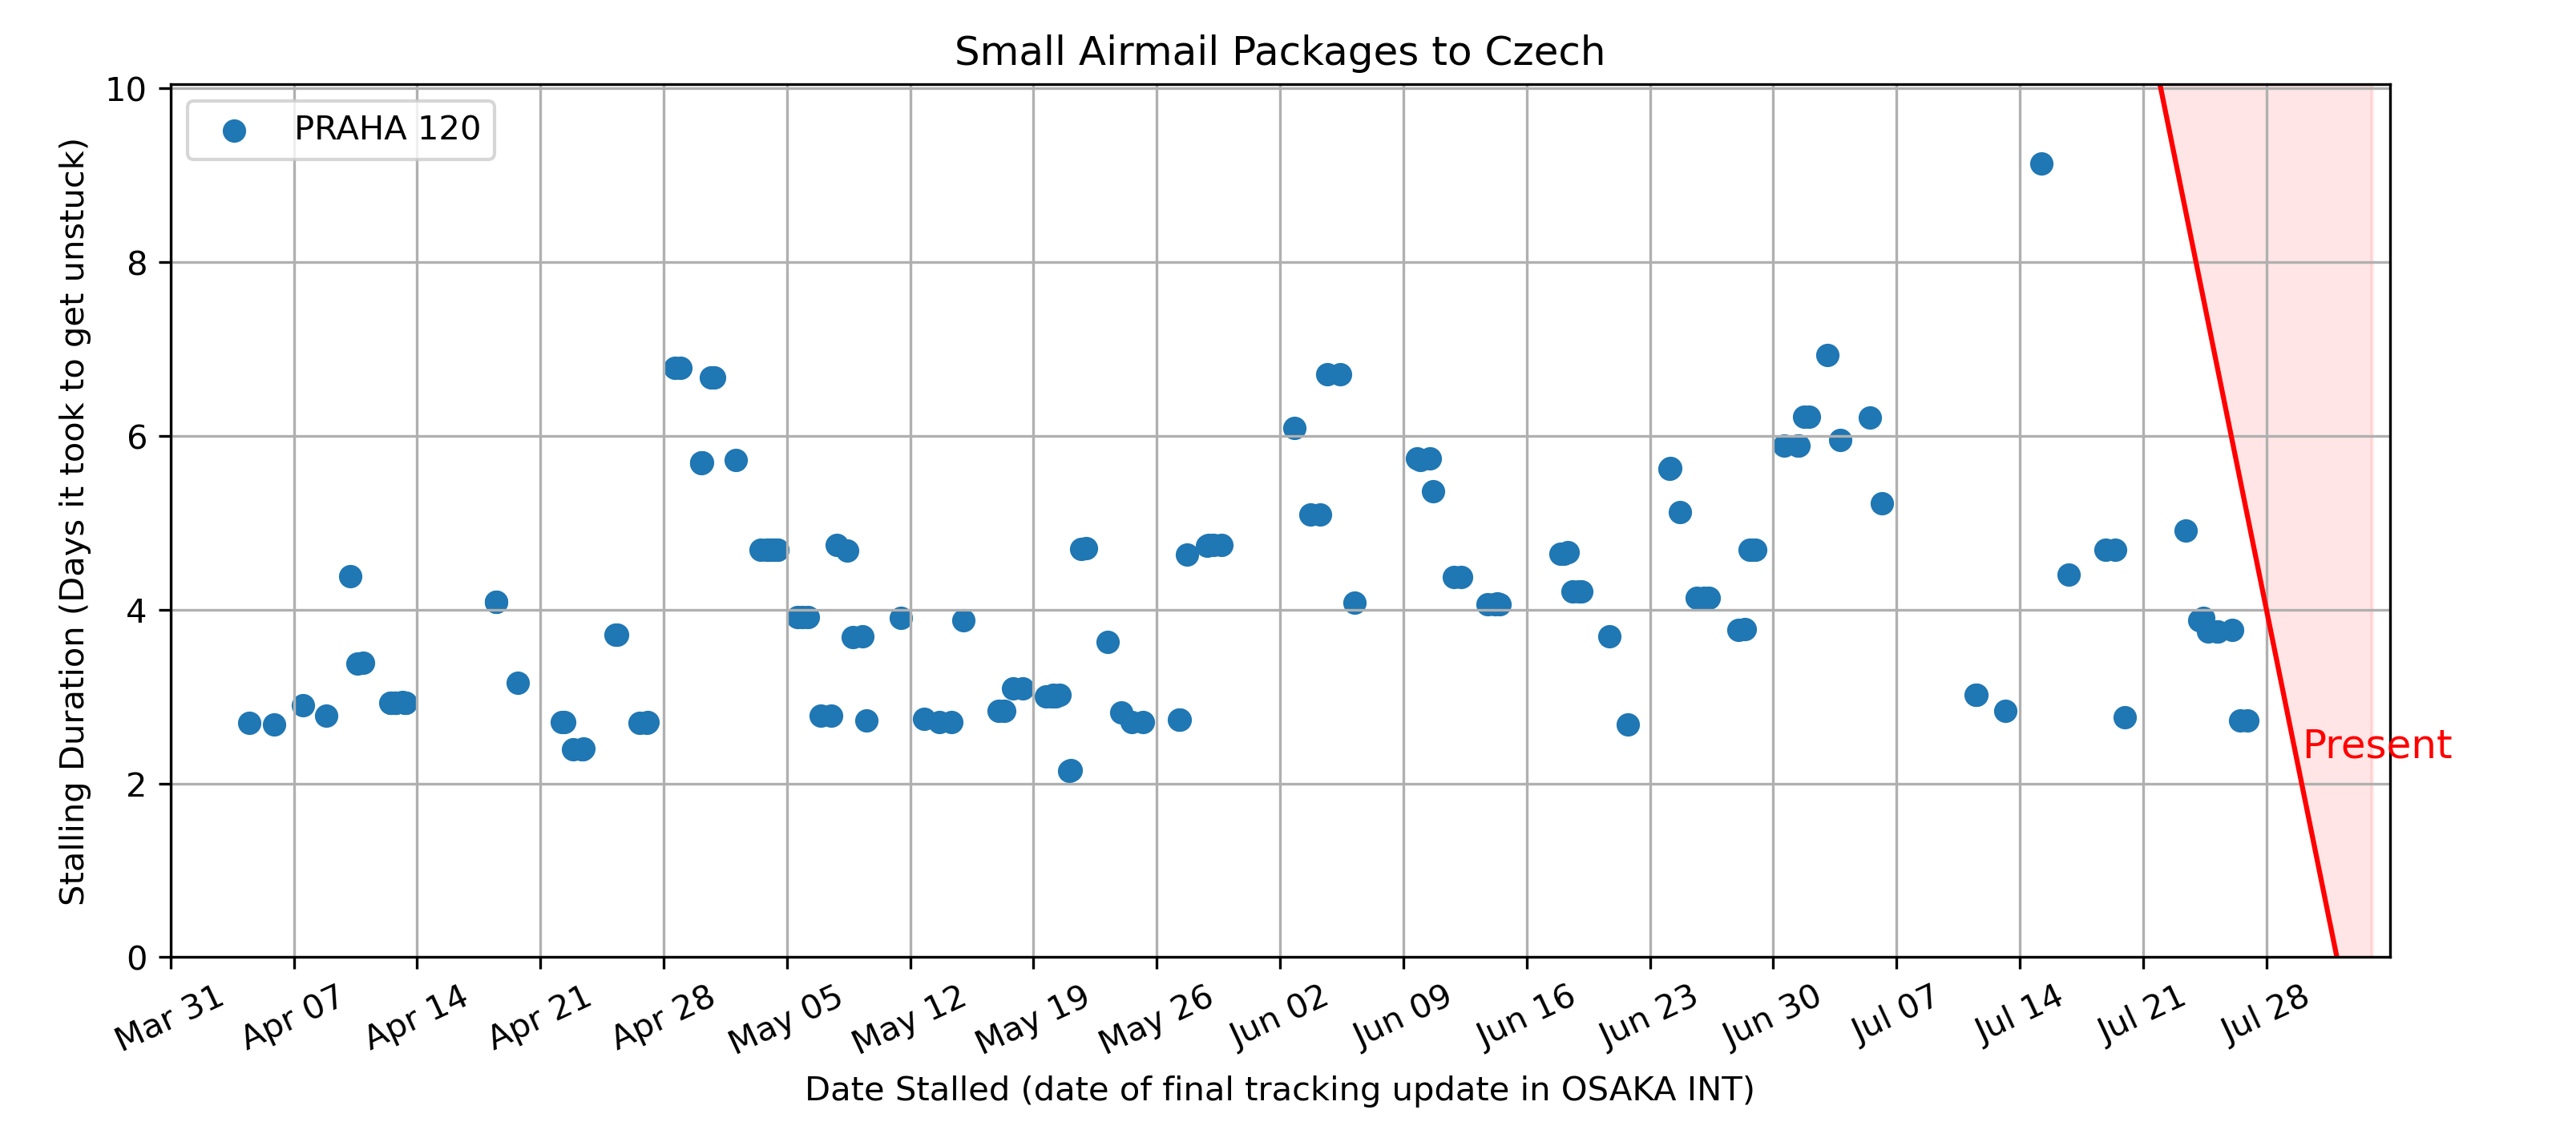 Small Airmail Packages to Czech
PRAHA 120
Stalling Duration (Days it took to get unstuck)
10
8
6
4
2
0
Present
Mar 31
Apr 07
Apr 14
Apr 21
Apr 28
May 05
May 12
May 19
May 26
Jun 02
Jun 09
Jun 16
Jun 23
Jun 30
Jul 07
Jul 14
Jul 21
Jul 28
Date Stalled (date of final tracking update in OSAKA INT)